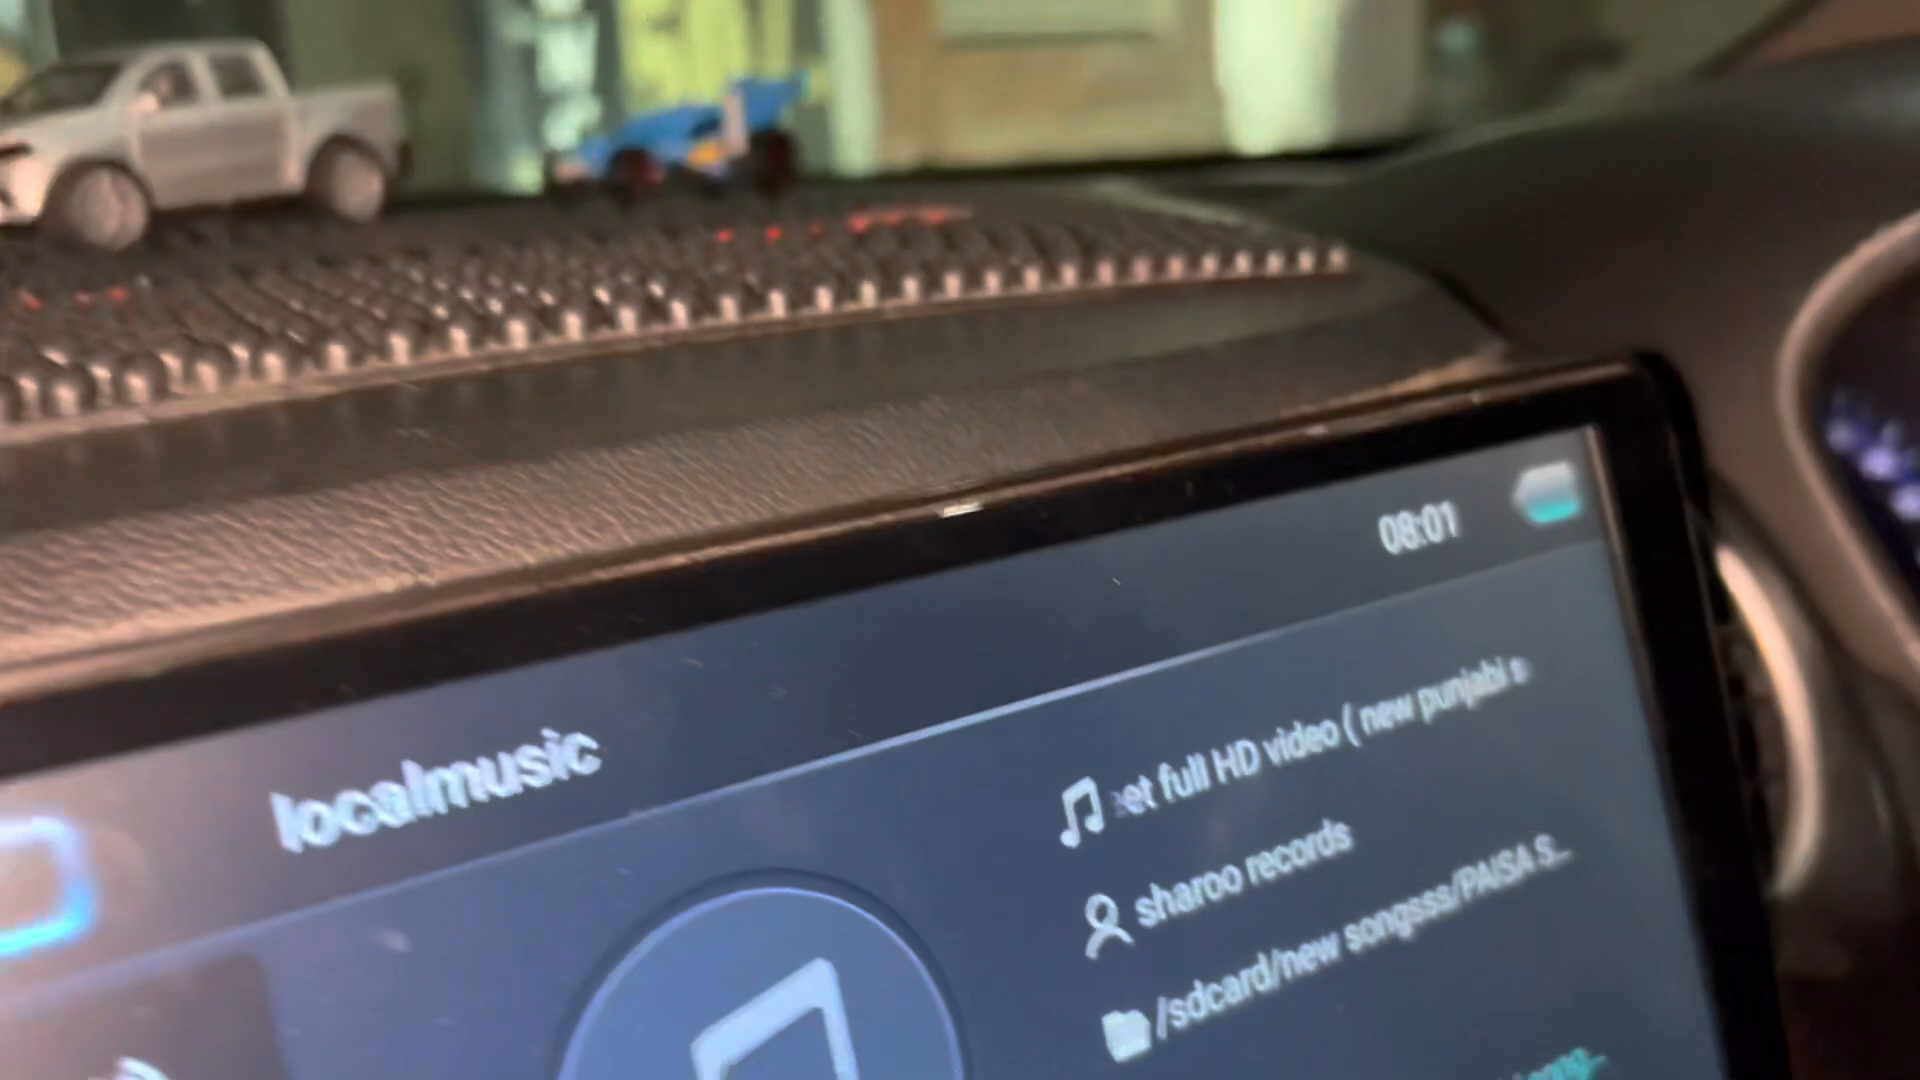 08:01
localmusic
et full HD video ( new punjabi s
sharoo records
/sdcard/new songsss/PAISA S...